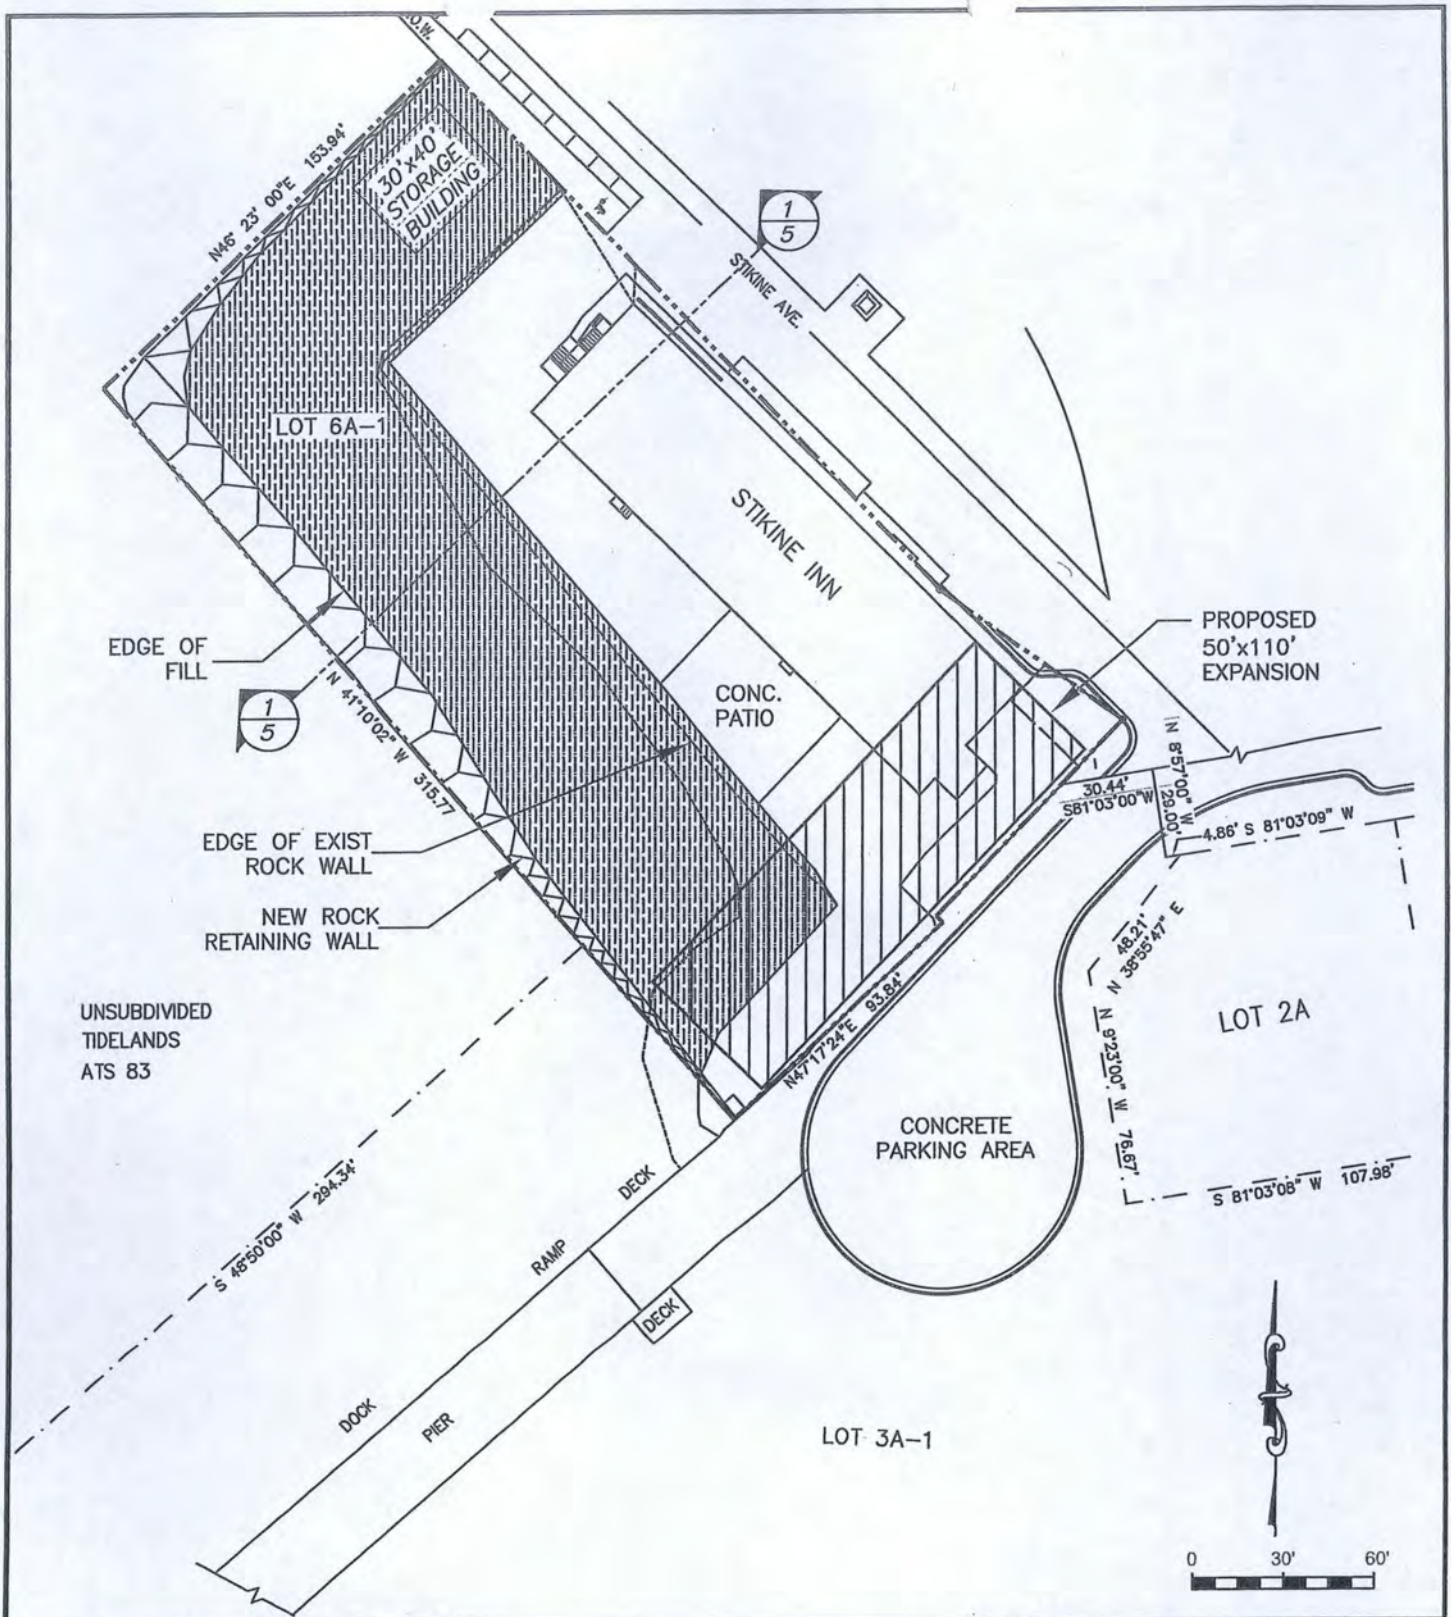 O.W.
N46° 23' 00"E 153.94'
30'x40'
STORAGE
BUILDING
1
5
STIKINE AVE.
LOT 6A-1
STIKINE INN
EDGE OF
FILL
1
5
N 41°10'02" W 315.77
CONC.
PATIO
PROPOSED
50'x110'
EXPANSION
N 8°57'00" W
29.00'
30.44'
S81°03'00"W
4.86' S 81°03'09" W
EDGE OF EXIST
ROCK WALL
NEW ROCK
RETAINING WALL
48.21'
N 38°55'47" E
N47°17'24"E 93.84'
UNSUBDIVIDED
TIDELANDS
ATS 83
LOT 2A
N 9°23'00" W 76.67'
CONCRETE
PARKING AREA
S 81°03'08" W 107.98'
S 48°50'00" W 294.34'
DECK
RAMP
DECK
DOCK
PIER
LOT 3A-1
0 30' 60'